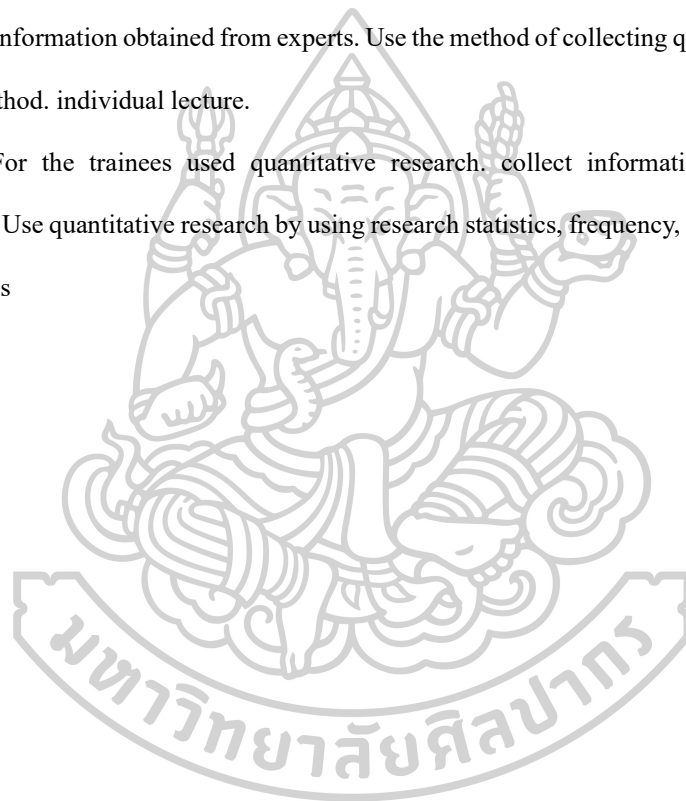 nformation obtained from experts. Use the method of collecting q
thod. individual lecture.
For the trainees used quantitative research. collect informati
Use quantitative research by using research statistics, frequency,
s
มหาวิทยาลัยศิลปากร